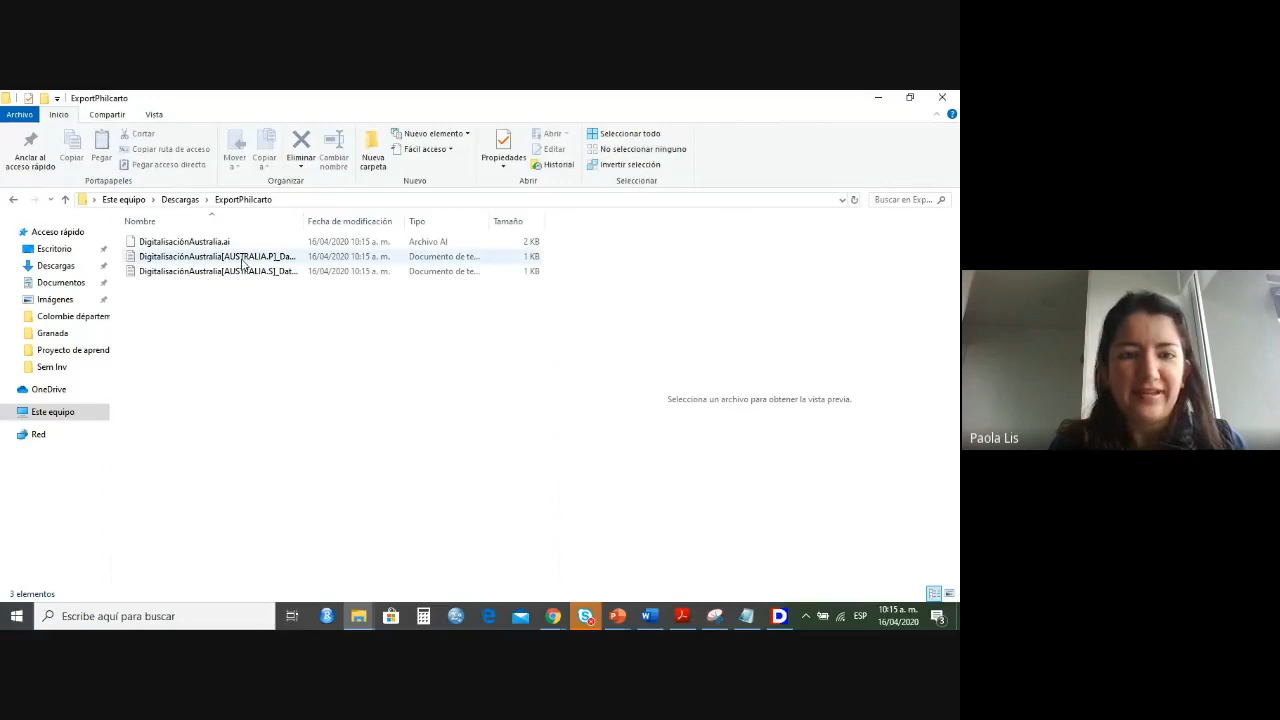 ExportPhilcarto
Archivo Inicio Compartir Vista
Anclar al acceso rápido
Copiar
Pegar
Cortar
Copiar ruta de acceso
Pegar acceso directo
Portapapeles
Mover a
Copiar a
Eliminar
Cambiar nombre
Organizar
Nueva carpeta
Nuevo elemento
Fácil acceso
Nuevo
Propiedades
Abrir
Editar
Historial
Abrir
Seleccionar todo
No seleccionar ninguno
Invertir selección
Seleccionar
Este equipo > Descargas > ExportPhilcarto
Buscar en Exp...
Nombre Fecha de modificación Tipo Tamaño
DigitalisaciónAustralia.ai 16/04/2020 10:15 a. m. Archivo AI 2 KB
DigitalisaciónAustralia[AUSTRALIA.P]_Da... 16/04/2020 10:15 a. m. Documento de te... 1 KB
DigitalisaciónAustralia[AUSTRALIA.S]_Dat... 16/04/2020 10:15 a. m. Documento de te... 1 KB
Acceso rápido
Escritorio
Descargas
Documentos
Imágenes
Colombie départem
Granada
Proyecto de aprend
Sem Inv
OneDrive
Este equipo
Red
Selecciona un archivo para obtener la vista previa.
Paola Lis
3 elementos
Escribe aquí para buscar
ESP
10:15 a. m.
16/04/2020
3